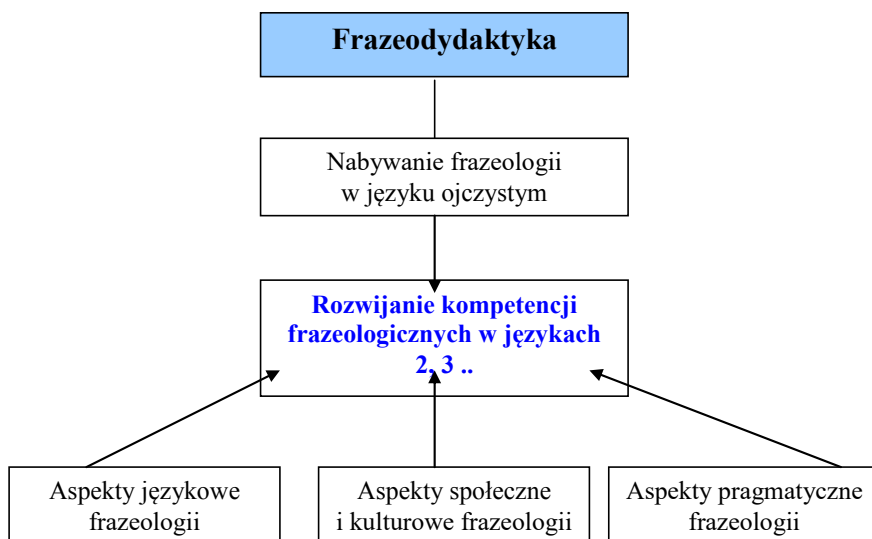 Frazeodydaktyka
Nabywanie frazeologii
w języku ojczystym
Rozwijanie kompetencji
frazeologicznych w językach
2, 3 ..
Aspekty językowe
frazeologii
Aspekty społeczne
i kulturowe frazeologii
Aspekty pragmatyczne
frazeologii